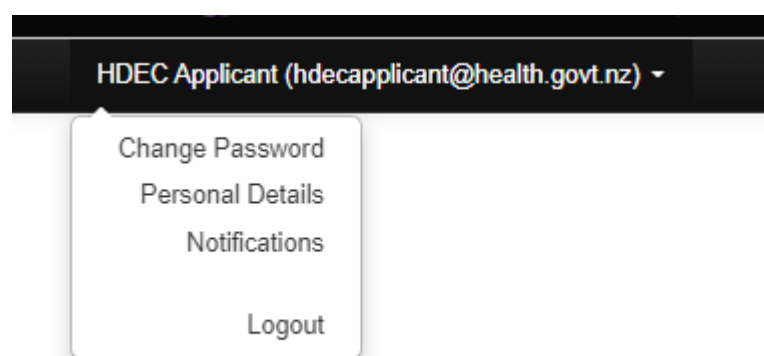 HDEC Applicant (hdecapplicant@health.govt.nz)
Change Password
Personal Details
Notifications
Logout